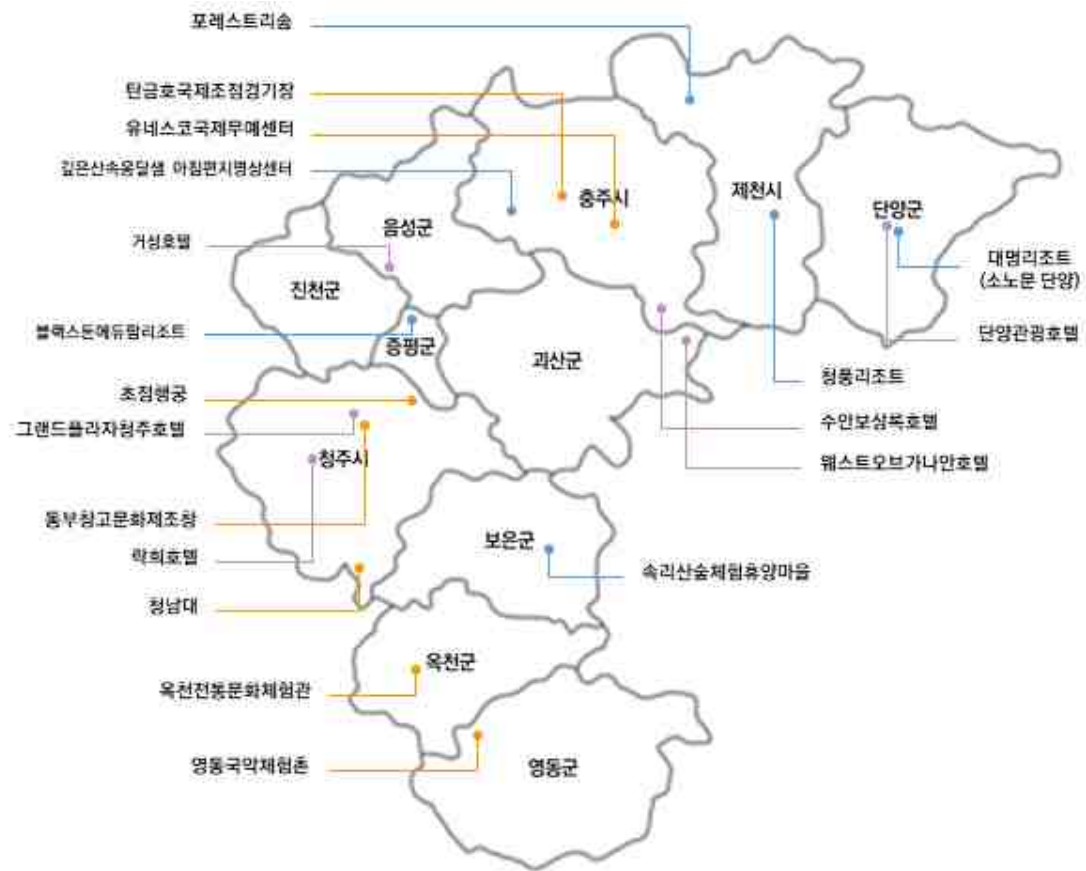 포레스트리솜
탄금호국제조정경기장
유네스코국제무예센터
깊은산속옹달샘 아침편지명상센터
충주시
제천시
단양군
음성군
거성호텔
대명리조트
(소노문 단양)
진천군
블랙스톤에듀팜리조트
증평군
단양관광호텔
괴산군
청풍리조트
초정행궁
수안보상록호텔
그랜드플라자청주호텔
청주시
웨스트오브가나안호텔
동부창고문화제조창
보은군
락희호텔
속리산숲체험휴양마을
청남대
옥천군
옥천전통문화체험관
영동국악체험촌
영동군